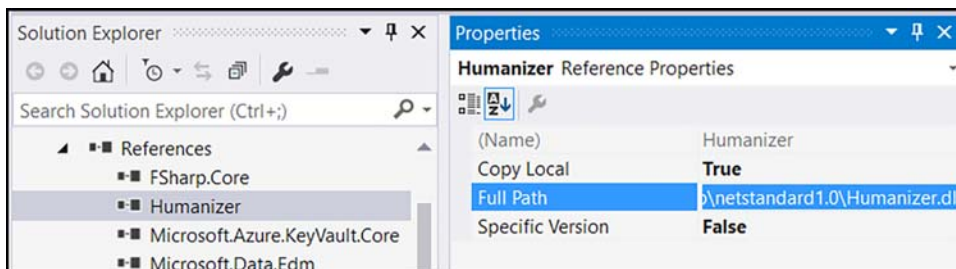 Solution Explorer
Search Solution Explorer (Ctrl+;)
References
FSharp.Core
Humanizer
Microsoft.Azure.KeyVault.Core
Microsoft.Data.Edm
Properties
Humanizer Reference Properties
(Name) Humanizer
Copy Local True
Full Path \netstandard1.0\Humanizer.dl
Specific Version False